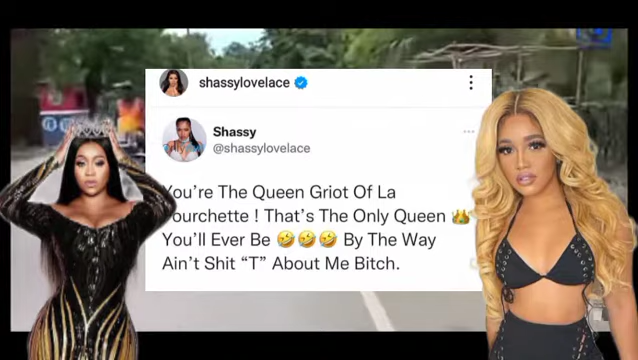 shassylovelace
Shassy
@shassylovelace
You're The Queen Griot Of La
Fourchette ! That's The Only Queen 👑
You'll Ever Be 🤣🤣🤣 By The Way
Ain't Shit “T” About Me Bitch.